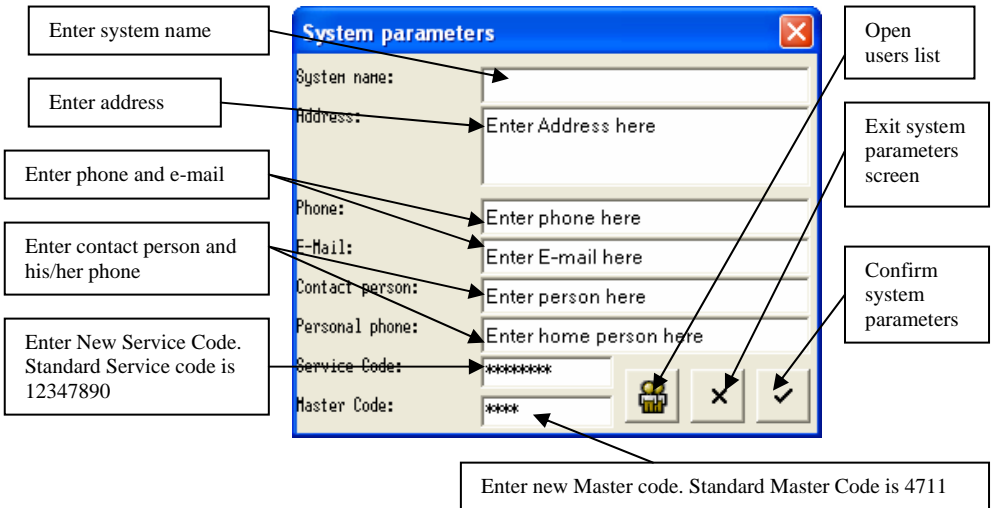 Enter system name
System parameters
Open
users list
System name:
Enter address
Address:
Enter Address here
Exit system
parameters
screen
Enter phone and e-mail
Phone:
Enter phone here
E-Mail:
Enter E-mail here
Enter contact person and
his/her phone
Contact person:
Enter person here
Confirm
system
parameters
Personal phone:
Enter home person here
Enter New Service Code.
Standard Service code is
12347890
Service Code:
********
Master Code:
****
Enter new Master code. Standard Master Code is 4711